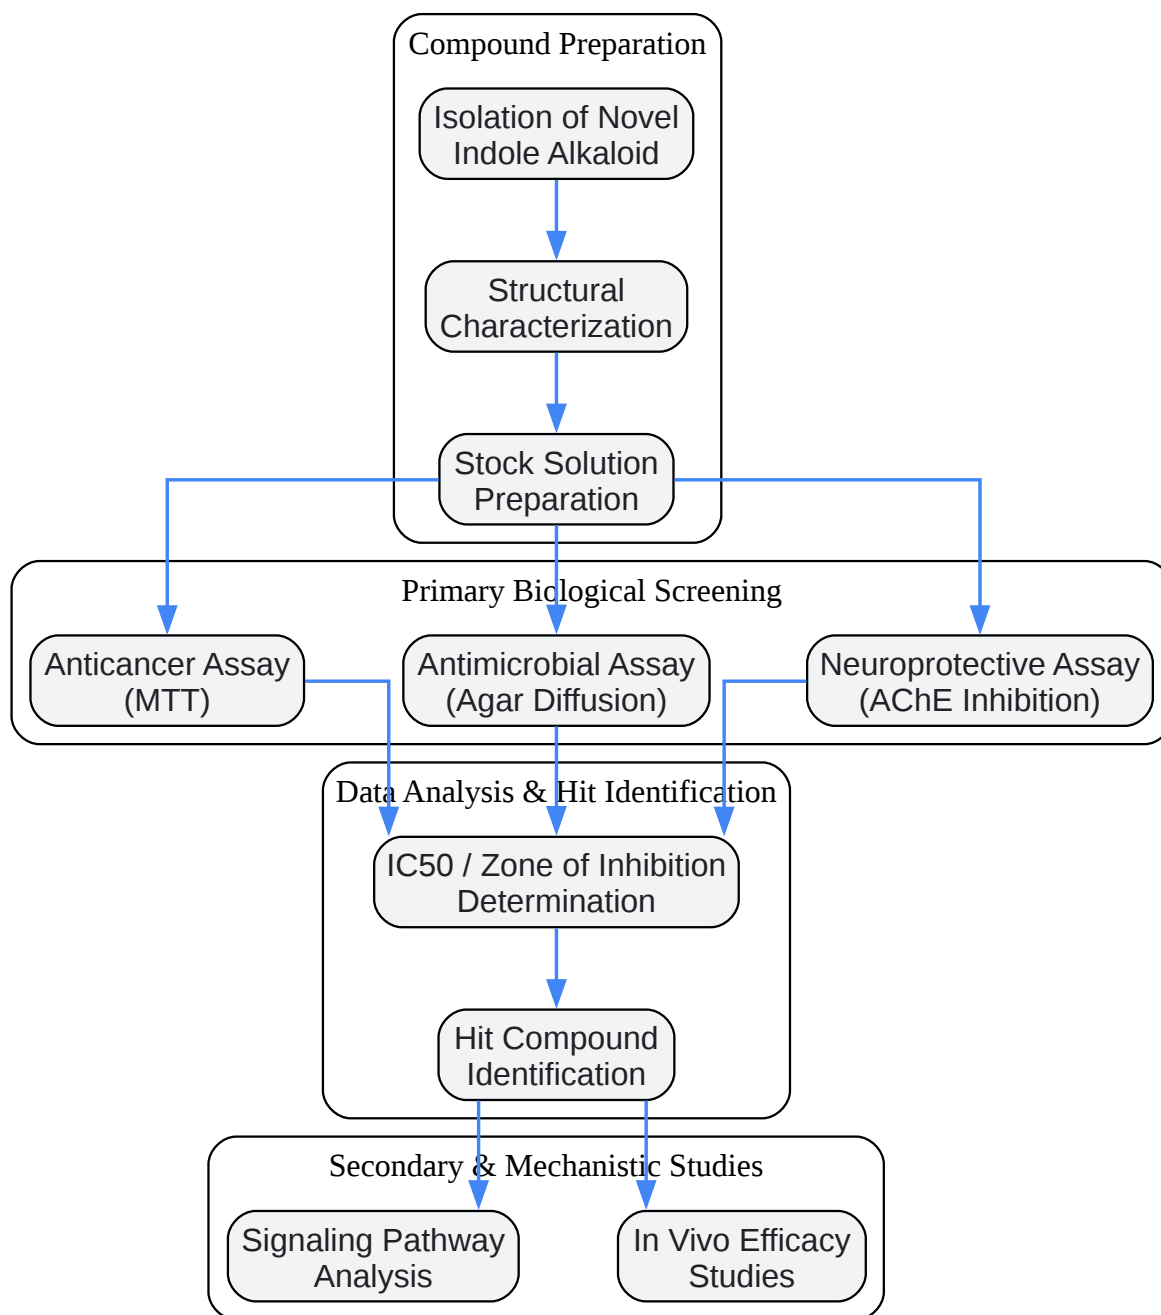 Compound Preparation
Isolation of Novel
Indole Alkaloid
Structural
Characterization
Stock Solution
Preparation
Primary Biological Screening
Anticancer Assay
(MTT)
Antimicrobial Assay
(Agar Diffusion)
Neuroprotective Assay
(AChE Inhibition)
Data Analysis & Hit Identification
IC50 / Zone of Inhibition
Determination
Hit Compound
Identification
Secondary & Mechanistic Studies
Signaling Pathway
Analysis
In Vivo Efficacy
Studies